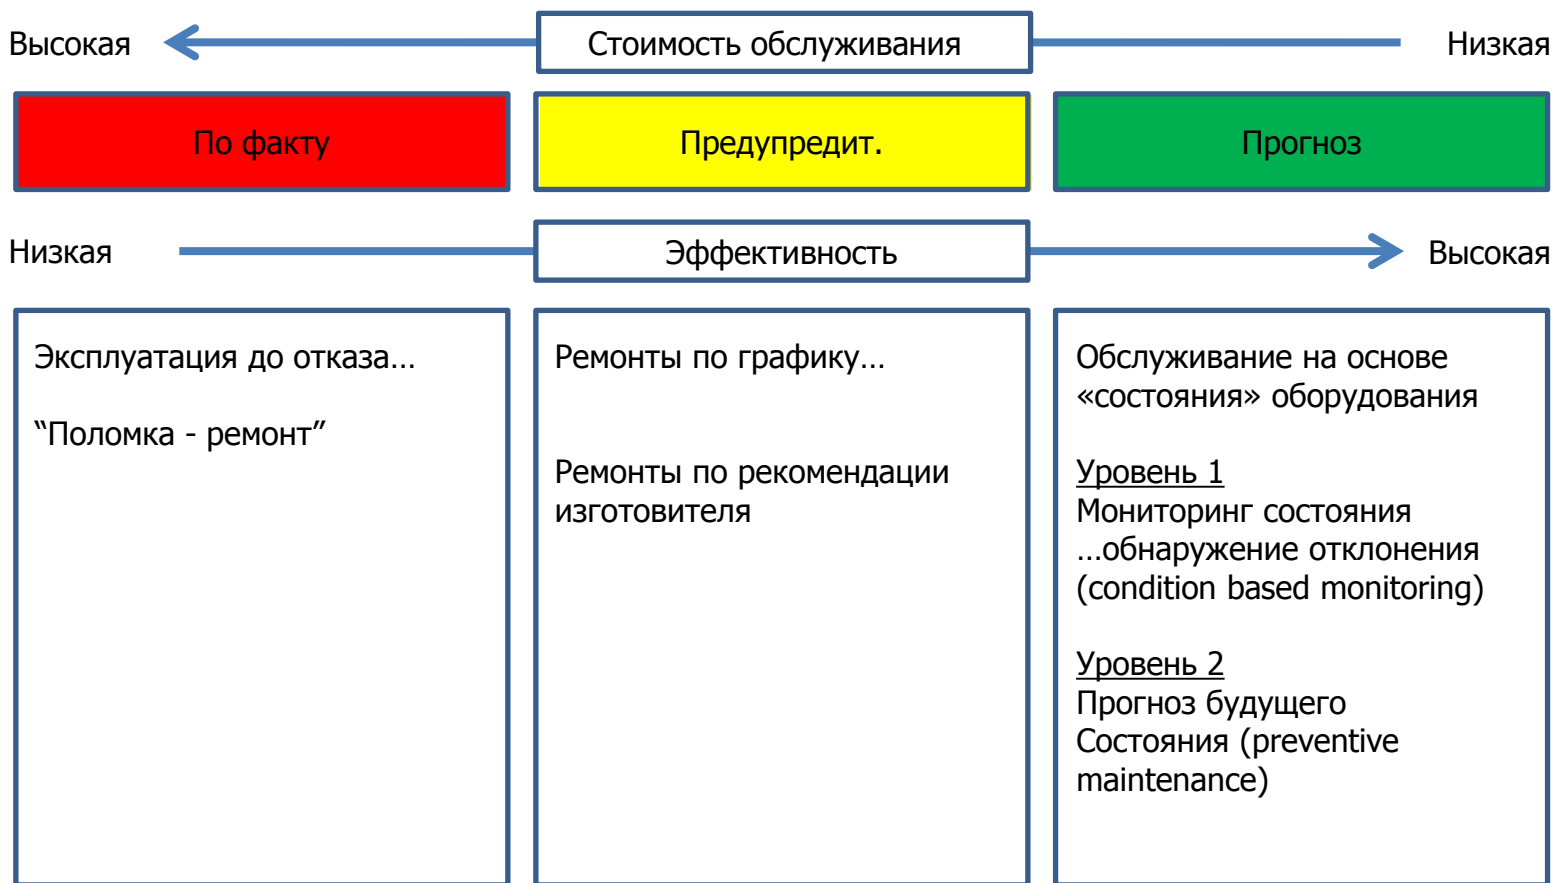 Высокая
Стоимость обслуживания
Низкая
По факту
Предупредит.
Прогноз
Низкая
Эффективность
Высокая
Эксплуатация до отказа…
“Поломка - ремонт”
Ремонты по графику…
Ремонты по рекомендации
изготовителя
Обслуживание на основе
«состояния» оборудования
Уровень 1
Мониторинг состояния
…обнаружение отклонения
(condition based monitoring)
Уровень 2
Прогноз будущего
Состояния (preventive
maintenance)